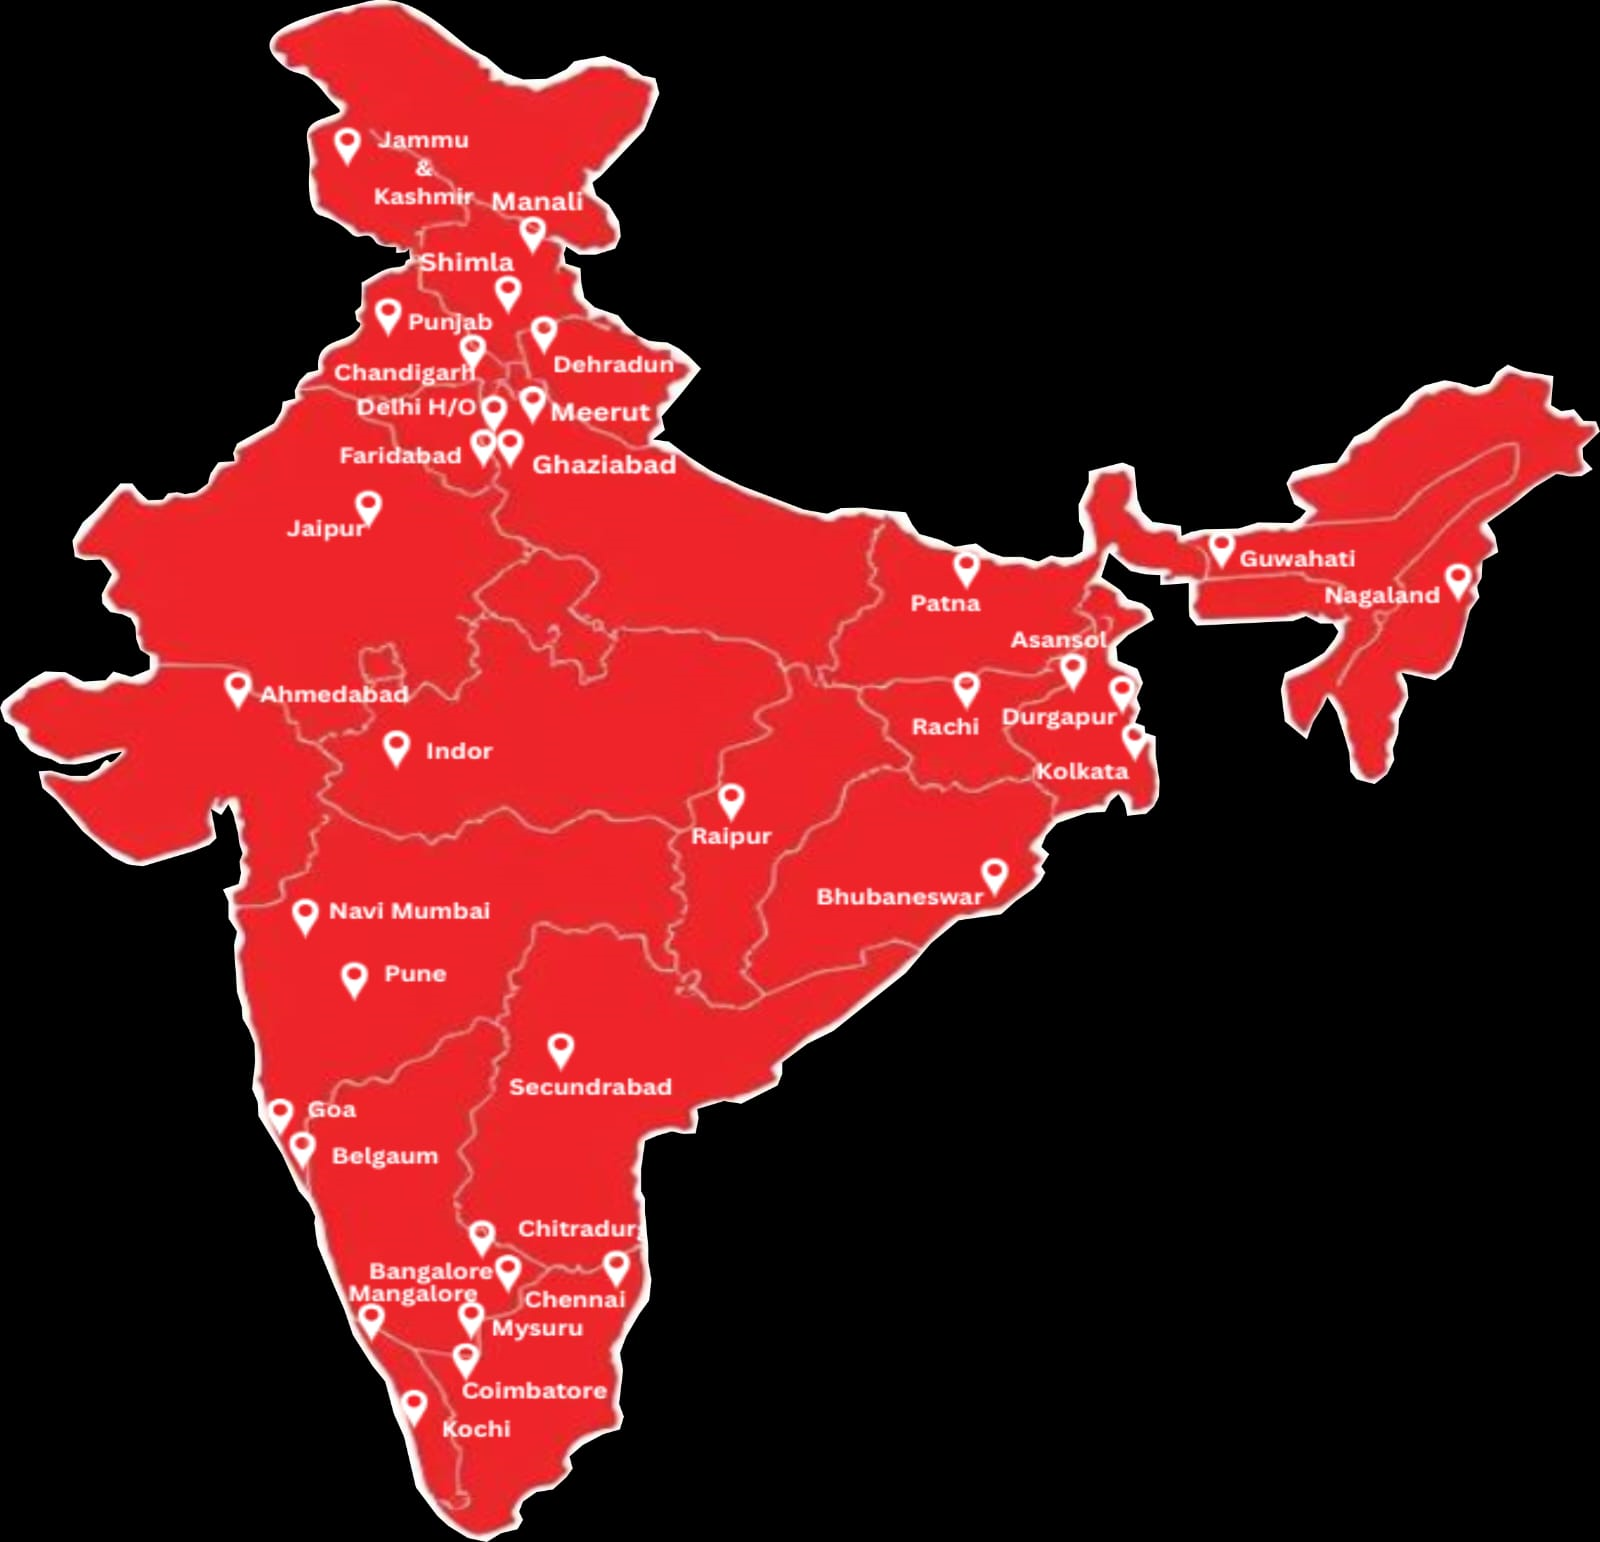 Jammu
&
Kashmir
Manali
Shimla
Punjab
Chandigarh
Dehradun
Delhi H/O
Meerut
Faridabad
Ghaziabad
Jaipur
Guwahati
Nagaland
Patna
Asansol
Ahmedabad
Rachi
Durgapur
Indor
Kolkata
Raipur
Bhubaneswar
Navi Mumbai
Pune
Secundrabad
Goa
Belgaum
Chitradurg
Bangalore
Mangalore
Chennai
Mysuru
Coimbatore
Kochi